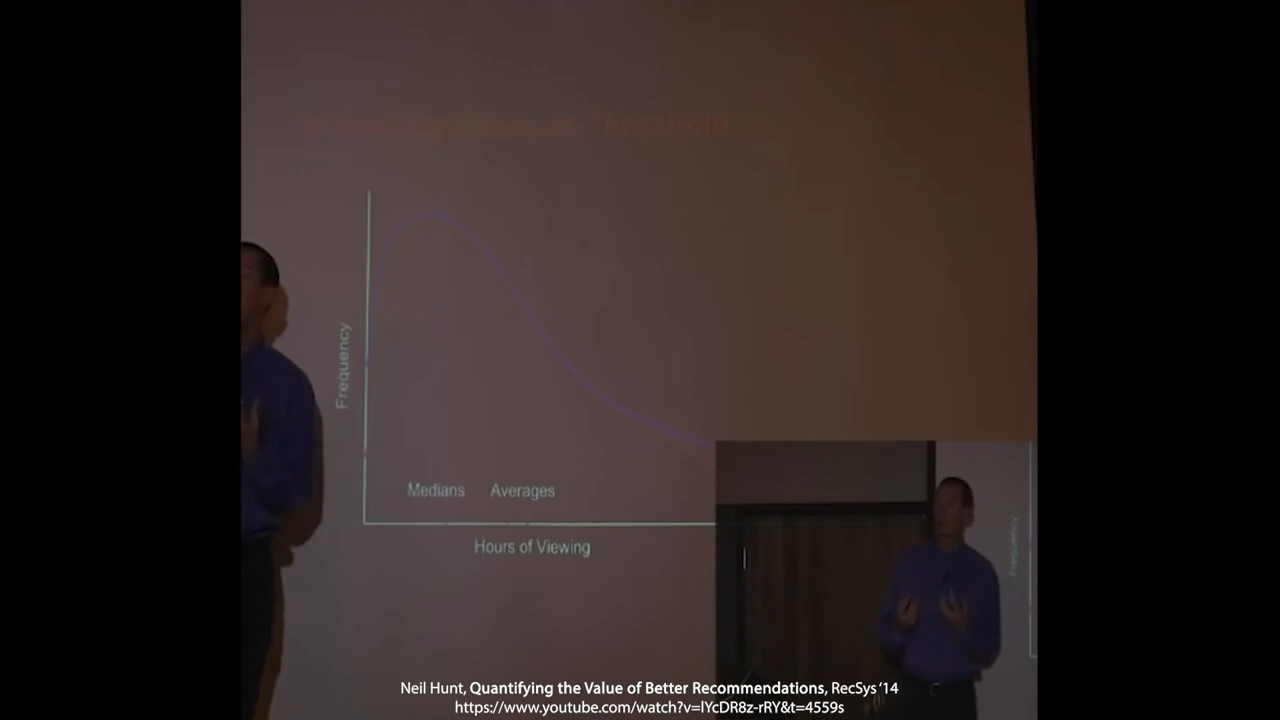 Frequency
Medians Averages
Hours of Viewing
Frequency
Neil Hunt, Quantifying the Value of Better Recommendations, RecSys ‘14
https://www.youtube.com/watch?v=lYcDR8z-rRY&t=4559s